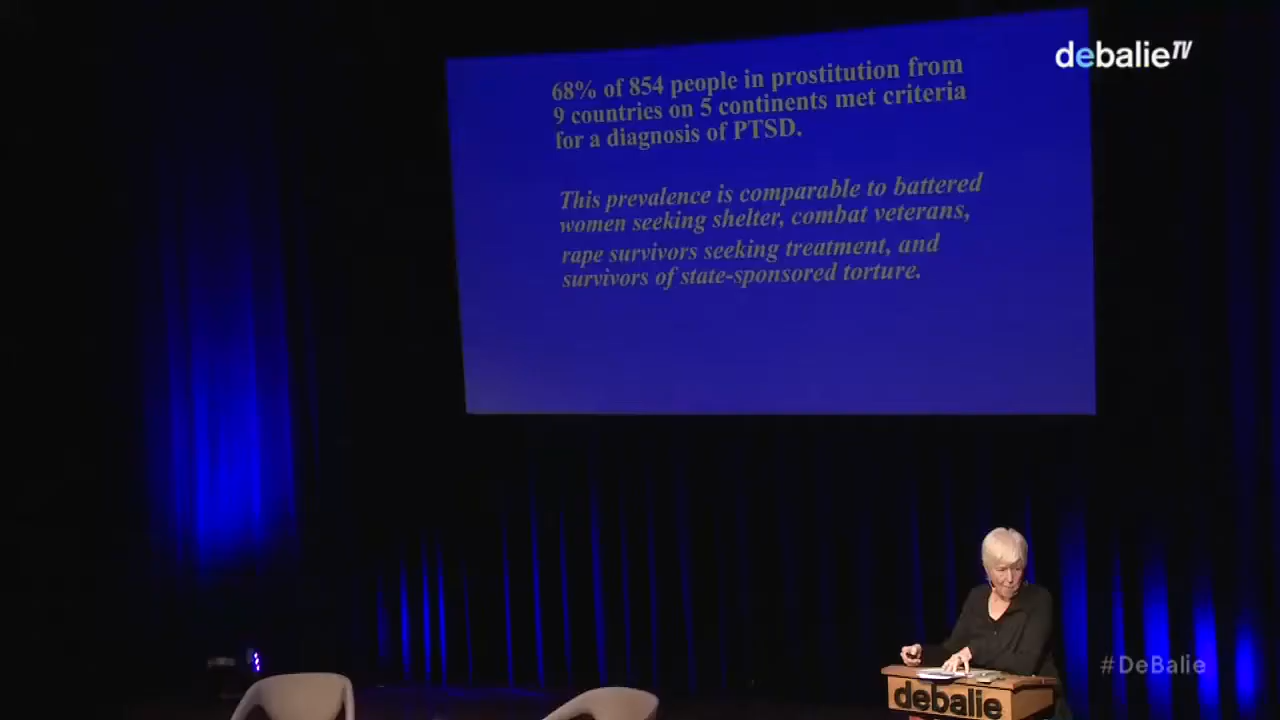 debalie TV
68% of 854 people in prostitution from
9 countries on 5 continents met criteria
for a diagnosis of PTSD.
This prevalence is comparable to battered
women seeking shelter, combat veterans,
rape survivors seeking treatment, and
survivors of state-sponsored torture.
#DeBalie
debalie